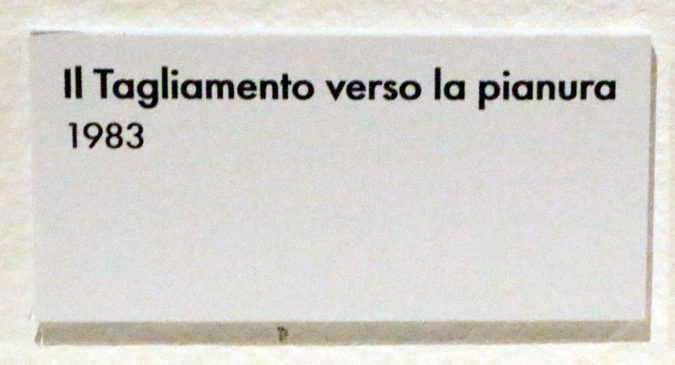 Il Tagliamento verso la pianura
1983